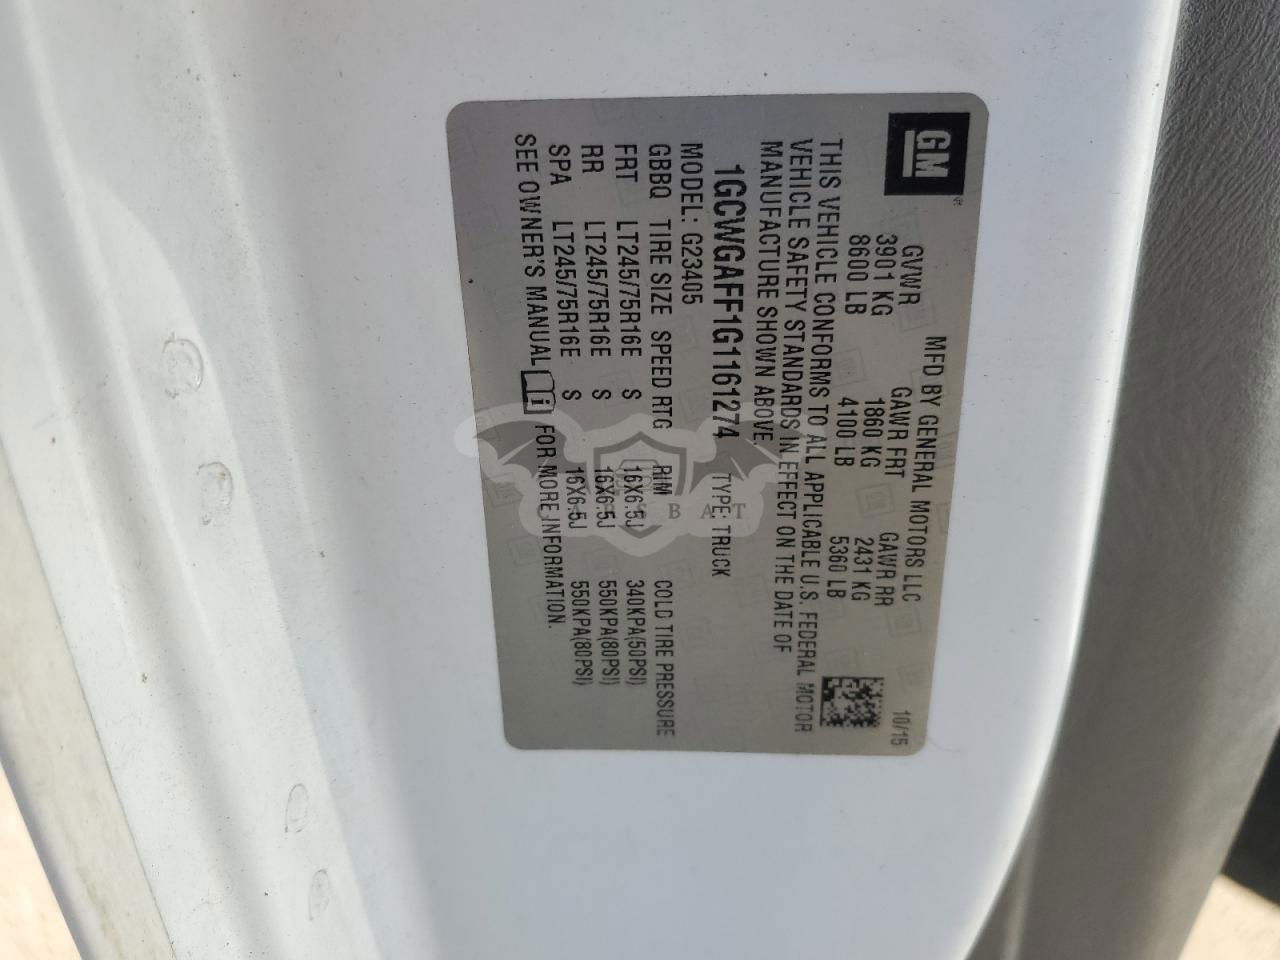 GM
MFD BY GENERAL MOTORS LLC 10/15
GVWR GAWR FRT GAWR RR
3901 KG 1860 KG 2431 KG
8600 LB 4100 LB 5360 LB
THIS VEHICLE CONFORMS TO ALL APPLICABLE U.S. FEDERAL MOTOR
VEHICLE SAFETY STANDARDS IN EFFECT ON THE DATE OF
MANUFACTURE SHOWN ABOVE
1GCWGAFF1G1161274 TYPE: TRUCK
MODEL: G23405
GBBQ TIRE SIZE SPEED RTG RIM COLD TIRE PRESSURE
FRT LT245/75R16E S 16X6.5J 340KPA(50PSI)
RR LT245/75R16E S 16X6.5J 550KPA(80PSI)
SPA LT245/75R16E S 16X6.5J 550KPA(80PSI)
SEE OWNER'S MANUAL i FOR MORE INFORMATION.